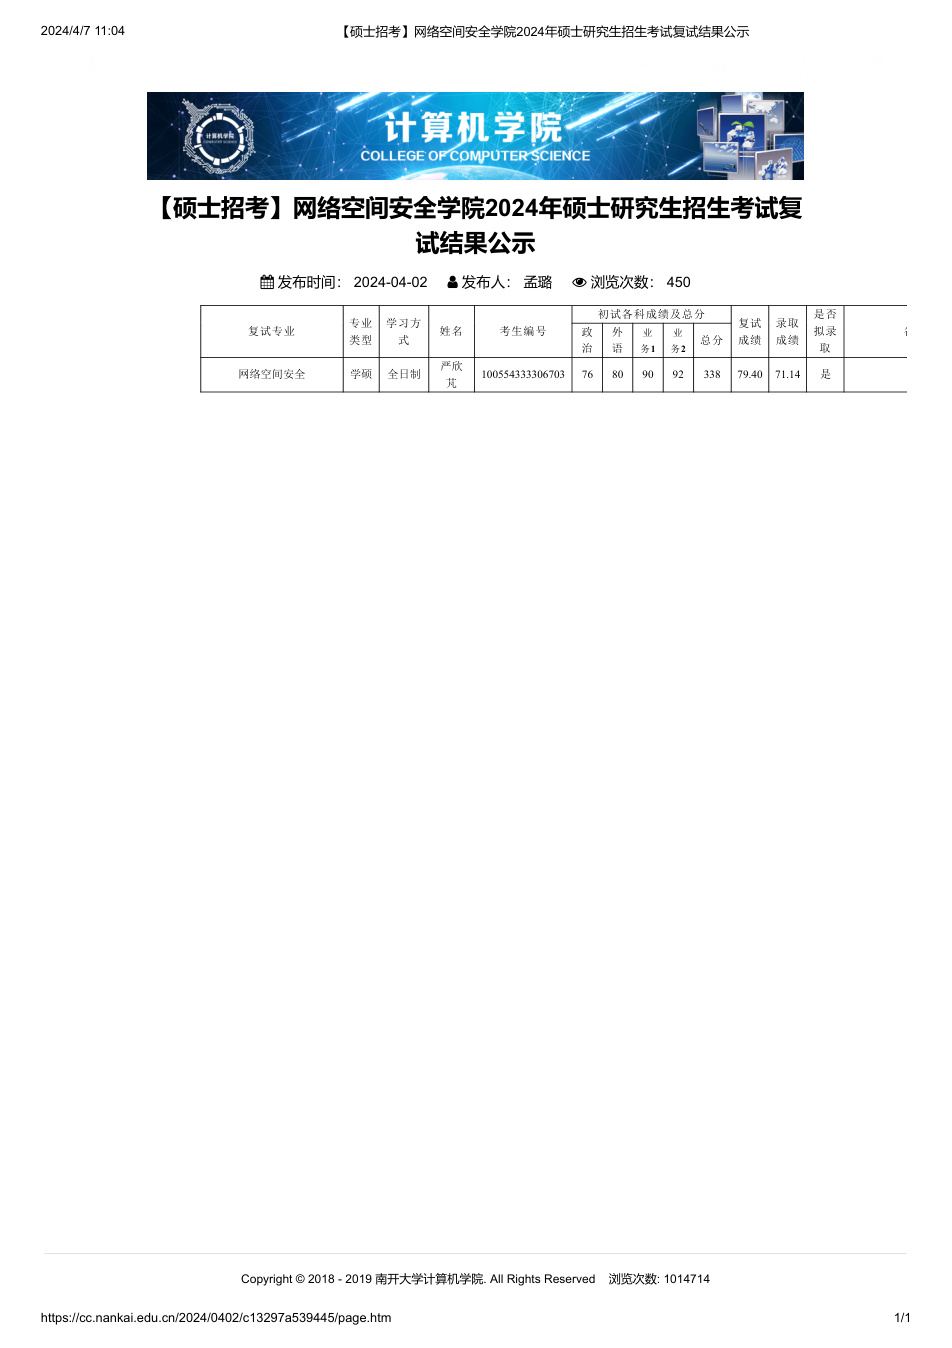 2024/4/7 11:04
【硕士招考】网络空间安全学院2024年硕士研究生招生考试复试结果公示
计算机学院
计算机学院
COLLEGE OF COMPUTER SCIENCE
【硕士招考】网络空间安全学院2024年硕士研究生招生考试复
试结果公示
发布时间： 2024-04-02 发布人： 孟璐 浏览次数： 450
复试专业 专业类型 学习方式 姓名 考生编号 初试各科成绩及总分 复试成绩 录取成绩 是否拟录取
政治 外语 业务1 业务2 总分
网络空间安全 学硕 全日制 严欣芃 100554333306703 76 80 90 92 338 79.40 71.14 是
Copyright © 2018 - 2019 南开大学计算机学院. All Rights Reserved 浏览次数: 1014714
https://cc.nankai.edu.cn/2024/0402/c13297a539445/page.htm
1/1